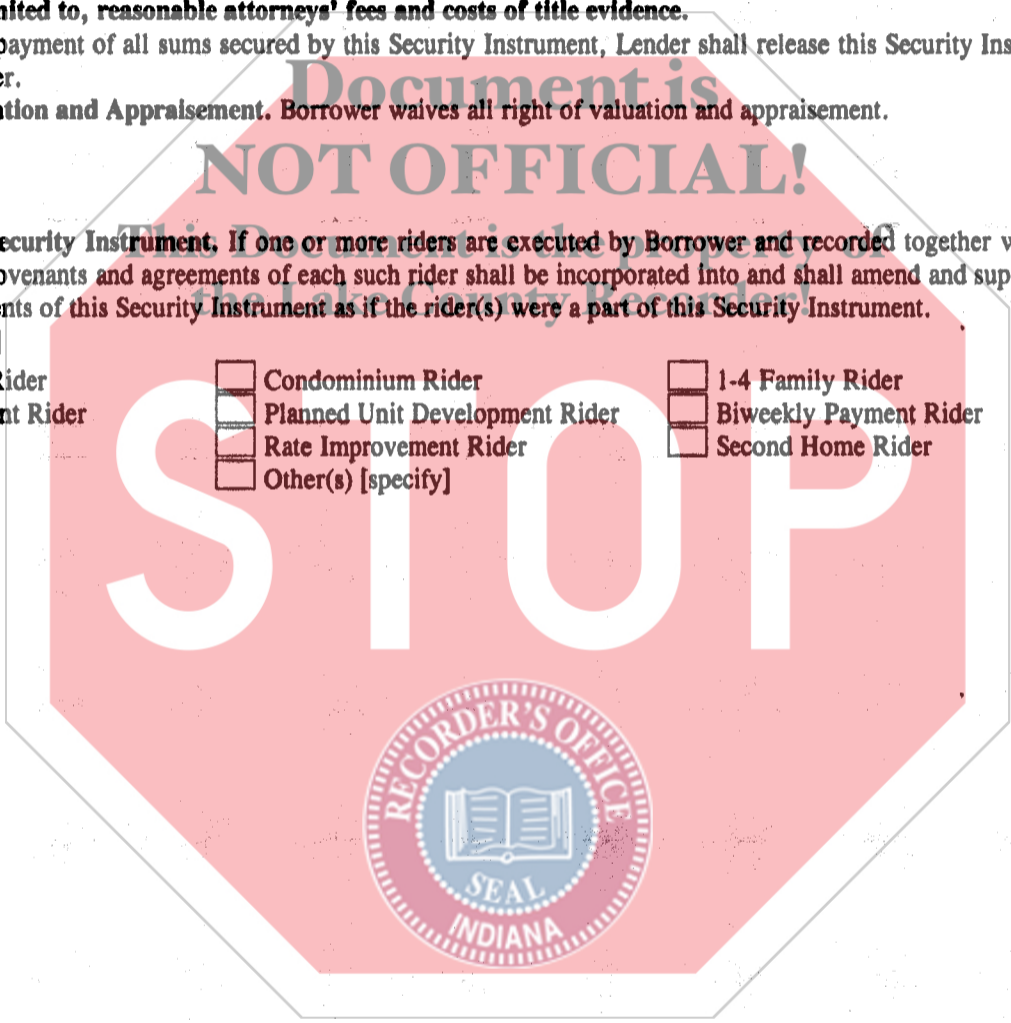 nited to, reasonable attorneys' fees and costs of title evidence.
payment of all sums secured by this Security Instrument, Lender shall release this Security Ins
er.
Document is
ation and Appraisement. Borrower waives all right of valuation and appraisement.
NOT OFFICIAL!
This Document is the property of
ecurity Instrument. If one or more riders are executed by Borrower and recorded together w
ovenants and agreements of each such rider shall be incorporated into and shall amend and sup
the Lake County Recorder!
nts of this Security Instrument as if the rider(s) were a part of this Security Instrument.
Rider Condominium Rider 1-4 Family Rider
nt Rider Planned Unit Development Rider Biweekly Payment Rider
Rate Improvement Rider Second Home Rider
Other(s) [specify]
STOP
RECORDER'S OFFICE
SEAL
INDIANA